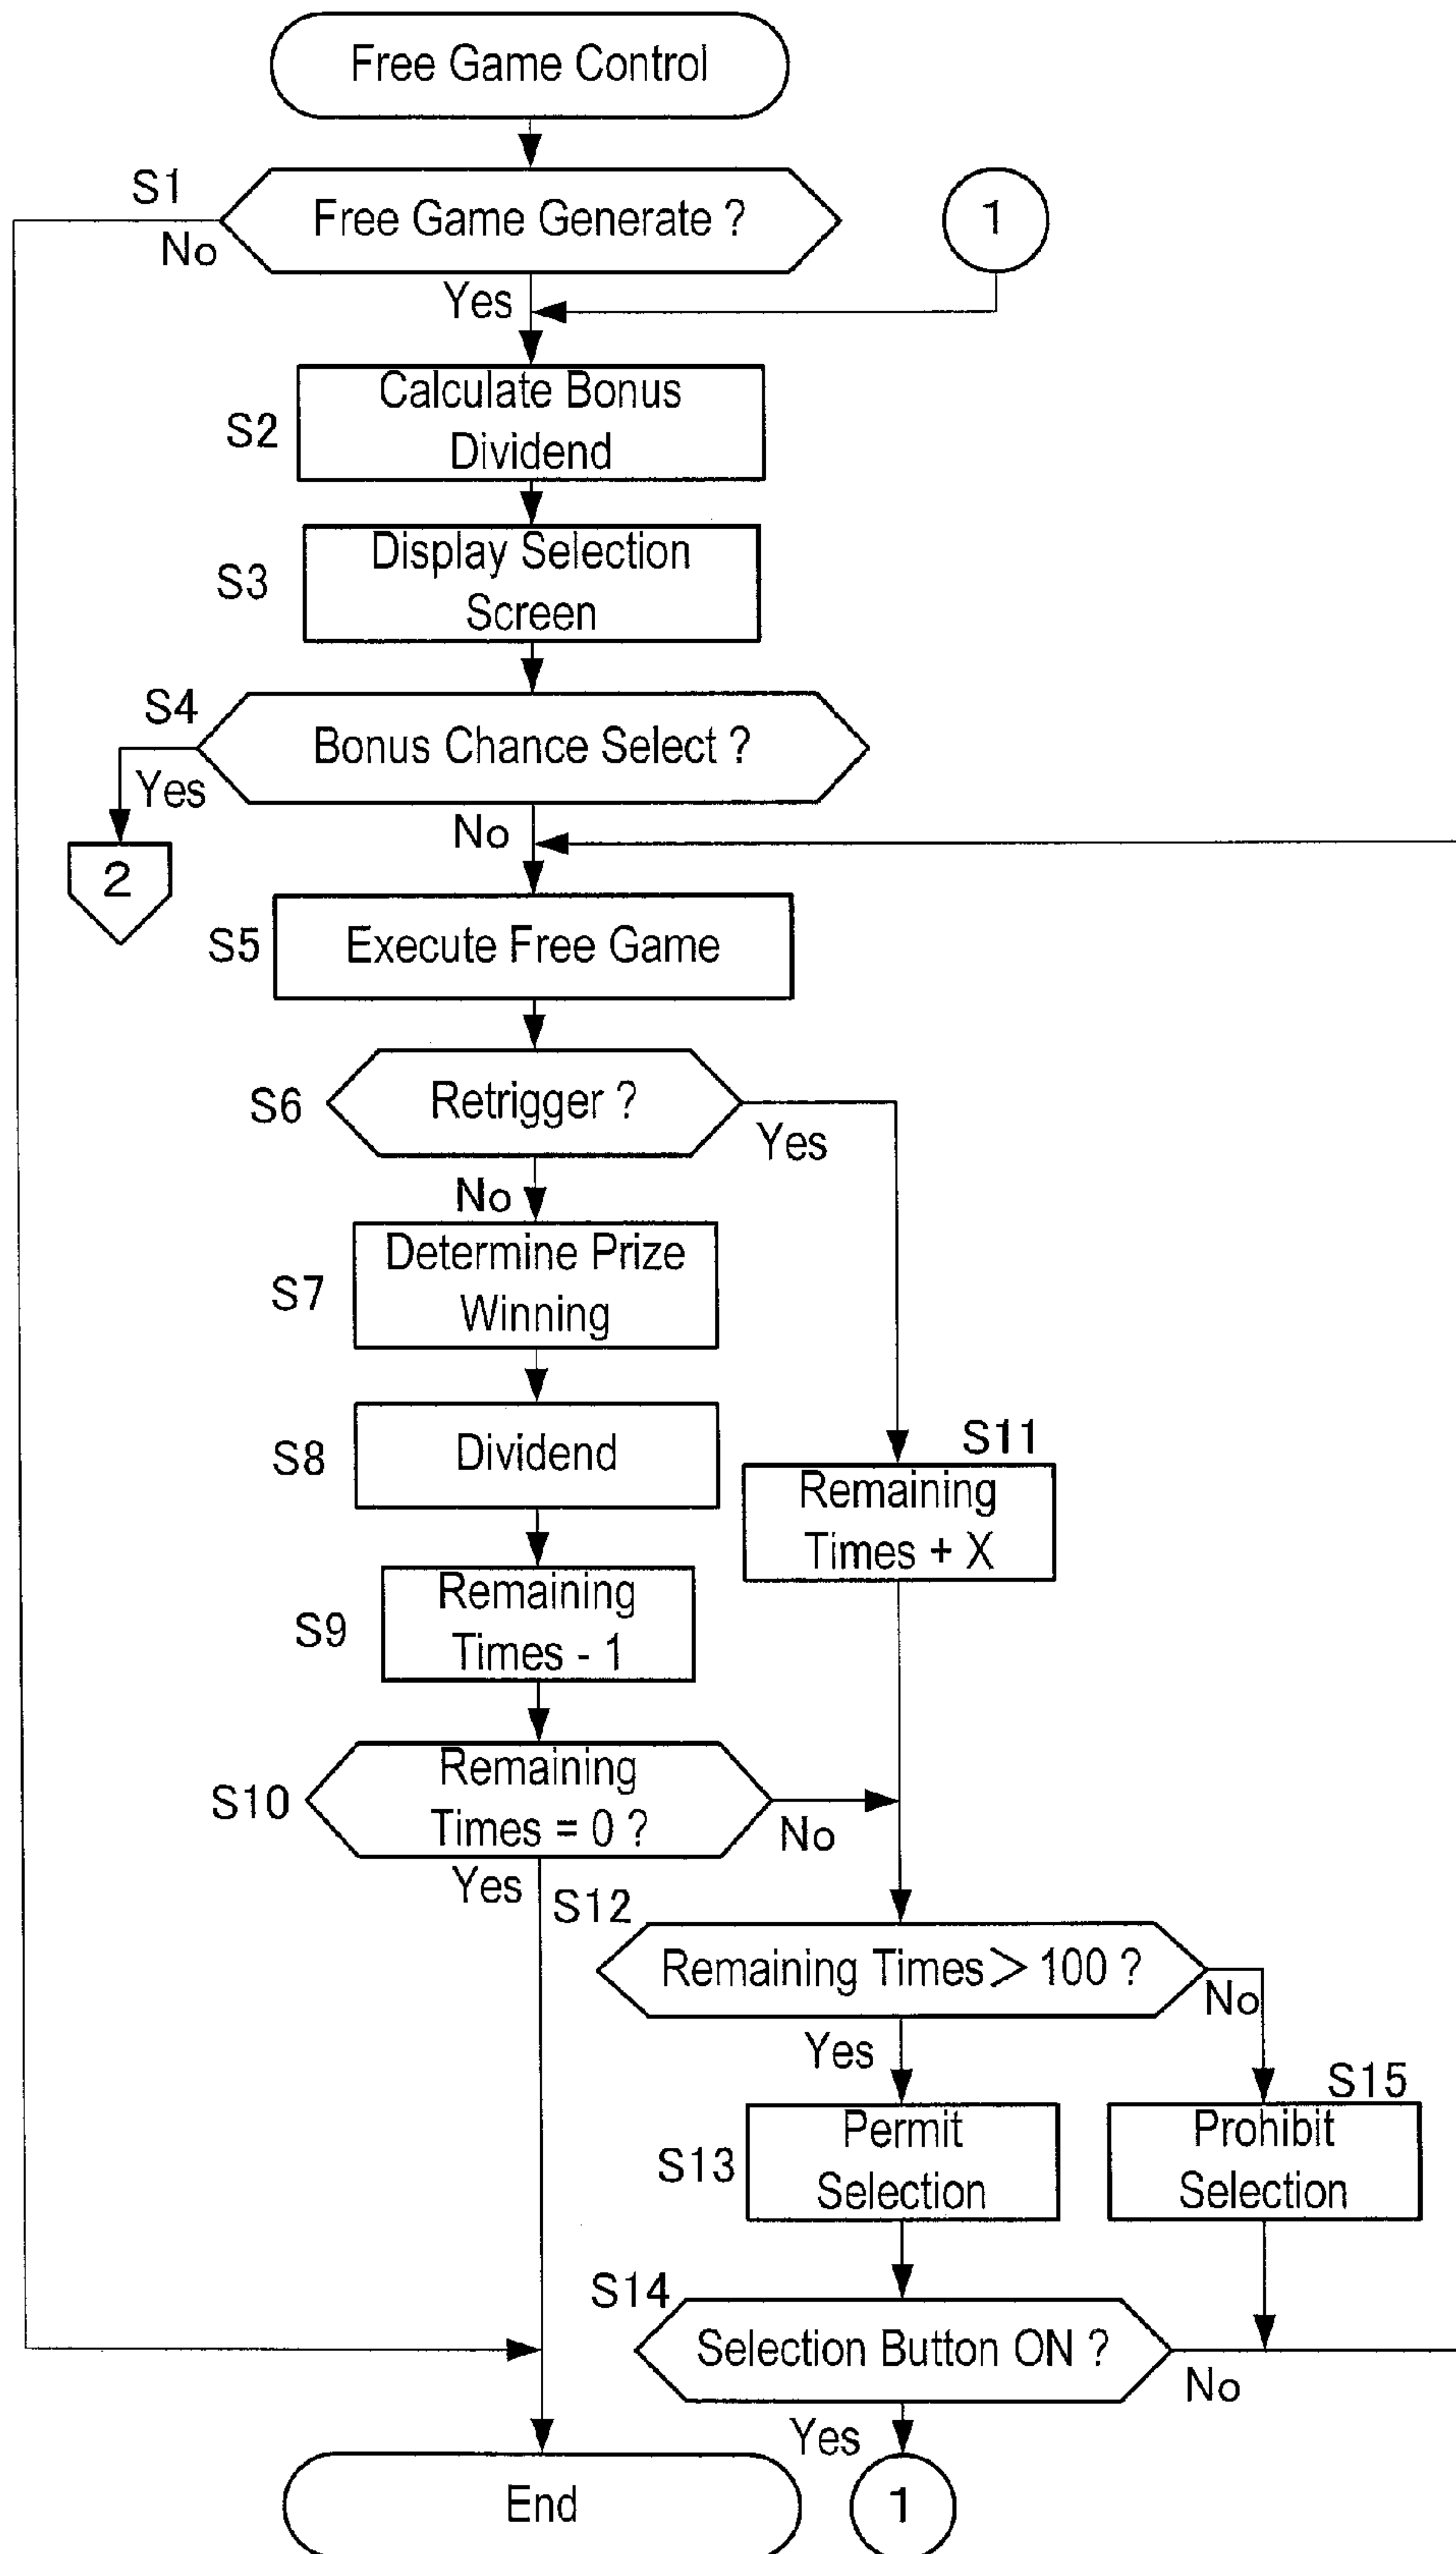 Free Game Control
S1
Free Game Generate ?
1
No
Yes
Calculate Bonus
S2
Dividend
Display Selection
S3
Screen
S4
Bonus Chance Select ?
Yes
No
2
S5
Execute Free Game
S6
Retrigger ?
Yes
No
Determine Prize
S7
Winning
S8
Dividend
S11
Remaining
Times + X
Remaining
S9
Times - 1
Remaining
S10
Times = 0 ?
No
Yes
S12
Remaining Times＞ 100 ?
No
Yes
S15
Permit
Prohibit
S13
Selection
Selection
S14
Selection Button ON ?
No
Yes
End
1